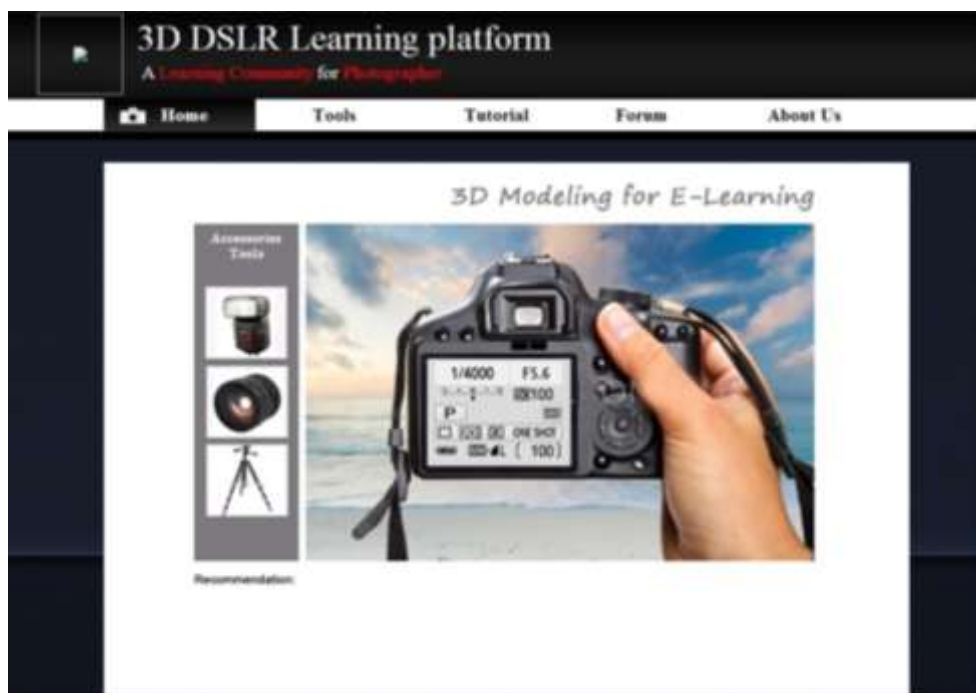 3D DSLR Learning platform
A Learning Community for Photographer
Home Tools Tutorial Forum About Us
3D Modeling for E-Learning
Accessories
Tools
1/4000 F5.6
100
P
ONE SHOT
L [ 100 ]
Recommendation: